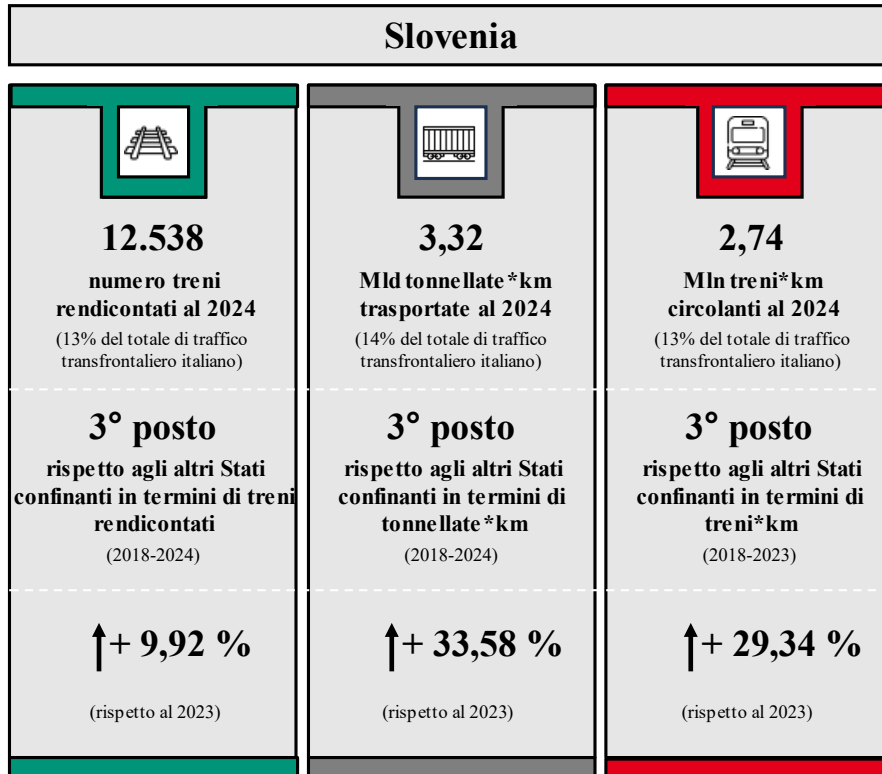 Slovenia
12.538
numero treni
rendicontati al 2024
(13% del totale di traffico
transfrontaliero italiano)
3° posto
rispetto agli altri Stati
confinanti in termini di treni
rendicontati
(2018-2024)
+ 9,92 %
(rispetto al 2023)
3,32
Mld tonnellate*km
trasportate al 2024
(14% del totale di traffico
transfrontaliero italiano)
3° posto
rispetto agli altri Stati
confinanti in termini di
tonnellate*km
(2018-2024)
+ 33,58 %
(rispetto al 2023)
2,74
Mln treni*km
circolanti al 2024
(13% del totale di traffico
transfrontaliero italiano)
3° posto
rispetto agli altri Stati
confinanti in termini di
treni*km
(2018-2023)
+ 29,34 %
(rispetto al 2023)